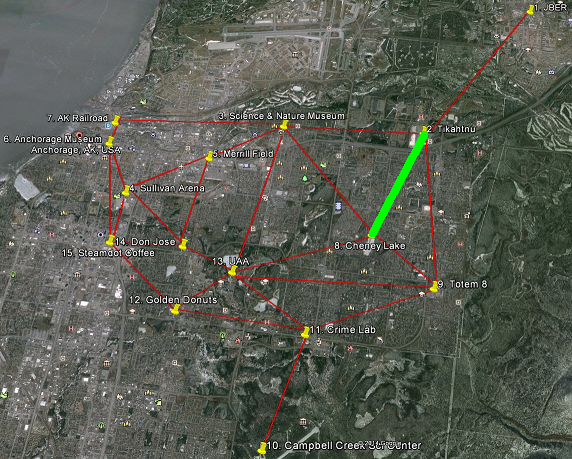 1. JBER
3. Science & Nature Museum
7. AK Railroad
2. Tikahtnu
6. Anchorage Museum
Anchorage, AK, USA
5. Merrill Field
4. Sullivan Arena
14. Don Jose
8. Cheney Lake
15. Steamdot Coffee
13. UAA
9. Totem 8
12. Golden Donuts
11. Crime Lab
10. Campbell Creek Sci Center